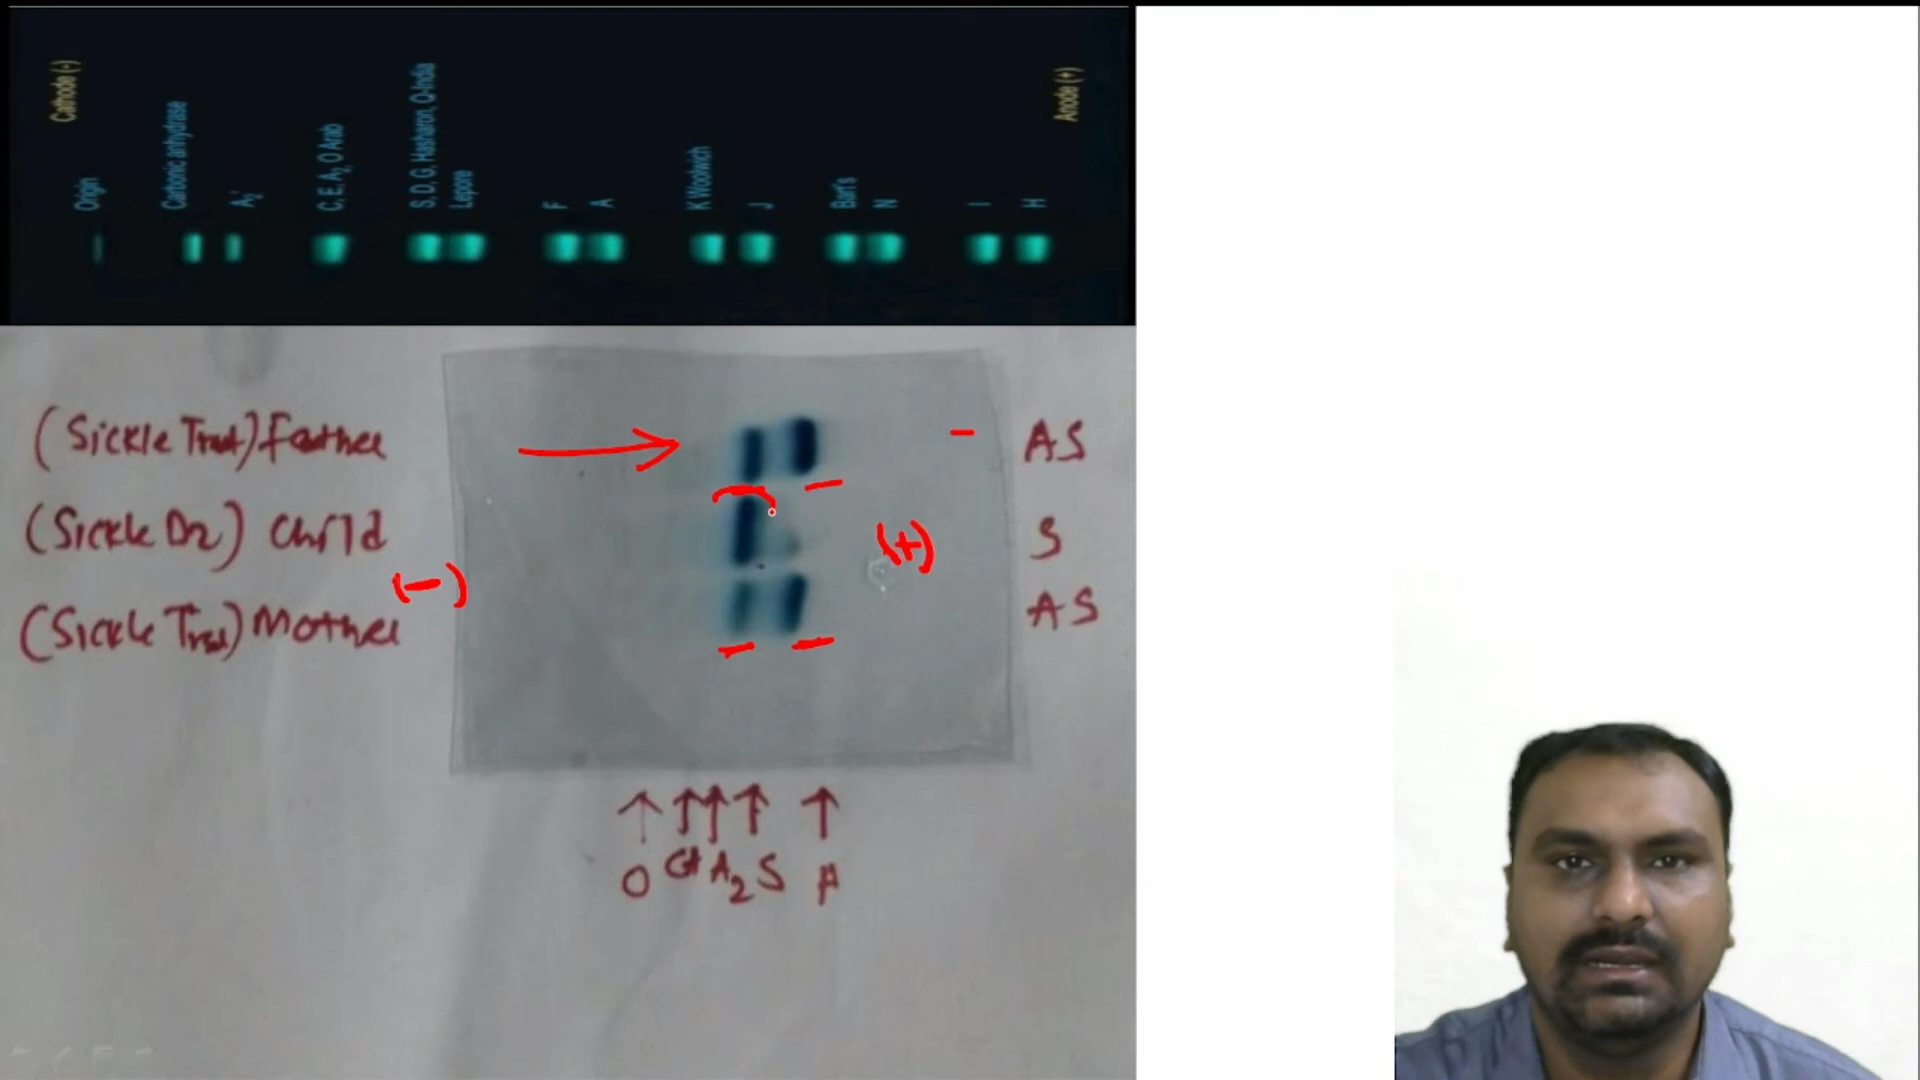 Cathode (-)
Anode (+)
Origin
Carbonic anhydrase
A₂'
C, E, A₂, O Arab
S, D, G, Hasharon, O-India
Lepore
F
A
K Woolwich
J
Bart's
N
I
H
(Sickle Trait) Father
AS
(Sickle Dz) Child
(+)
S
(-)
(Sickle Trait) Mother
AS
O CA A₂ S A